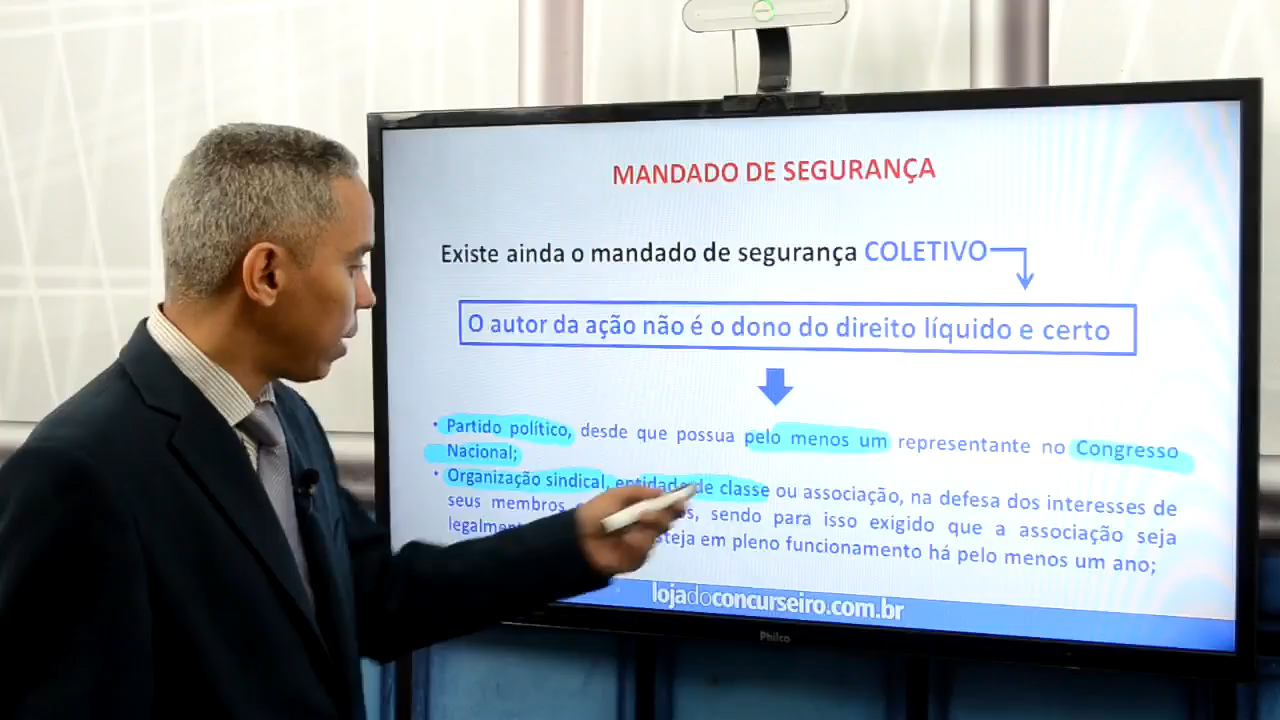 MANDADO DE SEGURANÇA
Existe ainda o mandado de segurança COLETIVO
O autor da ação não é o dono do direito líquido e certo
• Partido político, desde que possua pelo menos um representante no Congresso
Nacional;
• Organização sindical, entidade de classe ou associação, na defesa dos interesses de
seus membros sendo para isso exigido que a associação seja
em pleno funcionamento há pelo menos um ano;
lojadoconcurseiro.com.br
Philco